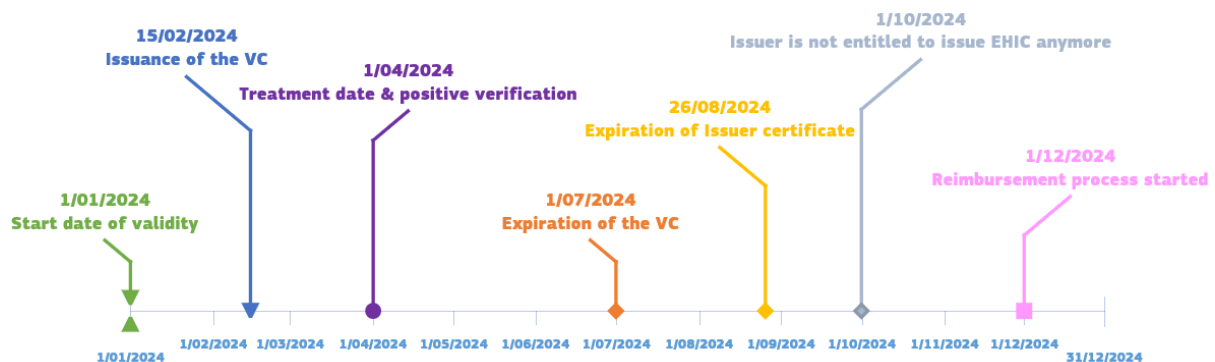 1/10/2024
Issuer is not entitled to issue EHIC anymore
15/02/2024
Issuance of the VC
1/04/2024
Treatment date & positive verification
26/08/2024
Expiration of Issuer certificate
1/12/2024
Reimbursement process started
1/01/2024
Start date of validity
1/07/2024
Expiration of the VC
1/02/2024 1/03/2024 1/04/2024 1/05/2024 1/06/2024 1/07/2024 1/08/2024 1/09/2024 1/10/2024 1/11/2024 1/12/2024
1/01/2024 31/12/2024